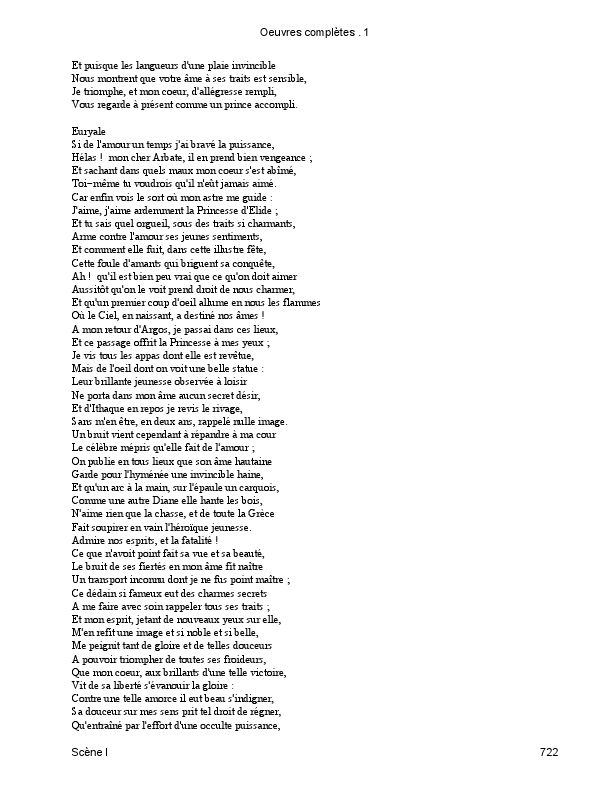 Oeuvres complètes . 1
Et puisque les langueurs d'une plaie invincible
Nous montrent que votre âme à ses traits est sensible,
Je triomphe, et mon coeur, d'allégresse rempli,
Vous regarde à présent comme un prince accompli.
Euryale
Si de l'amour un temps j'ai bravé la puissance,
Hélas ! mon cher Arbate, il en prend bien vengeance ;
Et sachant dans quels maux mon coeur s'est abîmé,
Toi-même tu voudrois qu'il n'eût jamais aimé.
Car enfin vois le sort où mon astre me guide :
J'aime, j'aime ardemment la Princesse d'Elide ;
Et tu sais quel orgueil, sous des traits si charmants,
Arme contre l'amour ses jeunes sentiments,
Et comment elle fuit, dans cette illustre fête,
Cette foule d'amants qui briguent sa conquête,
Ah ! qu'il est bien peu vrai que ce qu'on doit aimer
Aussitôt qu'on le voit prend droit de nous charmer,
Et qu'un premier coup d'oeil allume en nous les flammes
Où le Ciel, en naissant, a destiné nos âmes !
A mon retour d'Argos, je passai dans ces lieux,
Et ce passage offrit la Princesse à mes yeux ;
Je vis tous les appas dont elle est revêtue,
Mais de l'oeil dont on voit une belle statue :
Leur brillante jeunesse observée à loisir
Ne porta dans mon âme aucun secret désir,
Et d'Ithaque en repos je revis le rivage,
Sans m'en être, en deux ans, rappelé nulle image.
Un bruit vient cependant à répandre à ma cour
Le célèbre mépris qu'elle fait de l'amour ;
On publie en tous lieux que son âme hautaine
Garde pour l'hyménée une invincible haine,
Et qu'un arc à la main, sur l'épaule un carquois,
Comme une autre Diane elle hante les bois,
N'aime rien que la chasse, et de toute la Grèce
Fait soupirer en vain l'héroïque jeunesse.
Admire nos esprits, et la fatalité !
Ce que n'avoit point fait sa vue et sa beauté,
Le bruit de ses fiertés en mon âme fit naître
Un transport inconnu dont je ne fus point maître ;
Ce dédain si fameux eut des charmes secrets
A me faire avec soin rappeler tous ses traits ;
Et mon esprit, jetant de nouveaux yeux sur elle,
M'en refit une image et si noble et si belle,
Me peignit tant de gloire et de telles douceurs
A pouvoir triompher de toutes ses froideurs,
Que mon coeur, aux brillants d'une telle victoire,
Vit de sa liberté s'évanouir la gloire :
Contre une telle amorce il eut beau s'indigner,
Sa douceur sur mes sens prit tel droit de régner,
Qu'entraîné par l'effort d'une occulte puissance,
Scène I
722